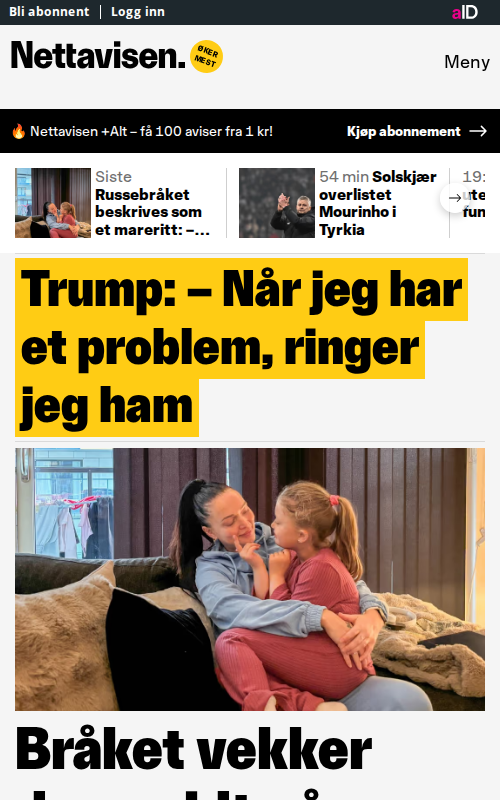 Bli abonnent | Logg inn
aID
Nettavisen.
ØKER
MEST
Meny
🔥 Nettavisen +Alt – få 100 aviser fra 1 kr!
Kjøp abonnement →
Siste
Russebråket
beskrives som
et mareritt: –...
54 min Solskjær
overlistet
Mourinho i
Tyrkia
19:
Trump: – Når jeg har
et problem, ringer
jeg ham
Bråket vekker